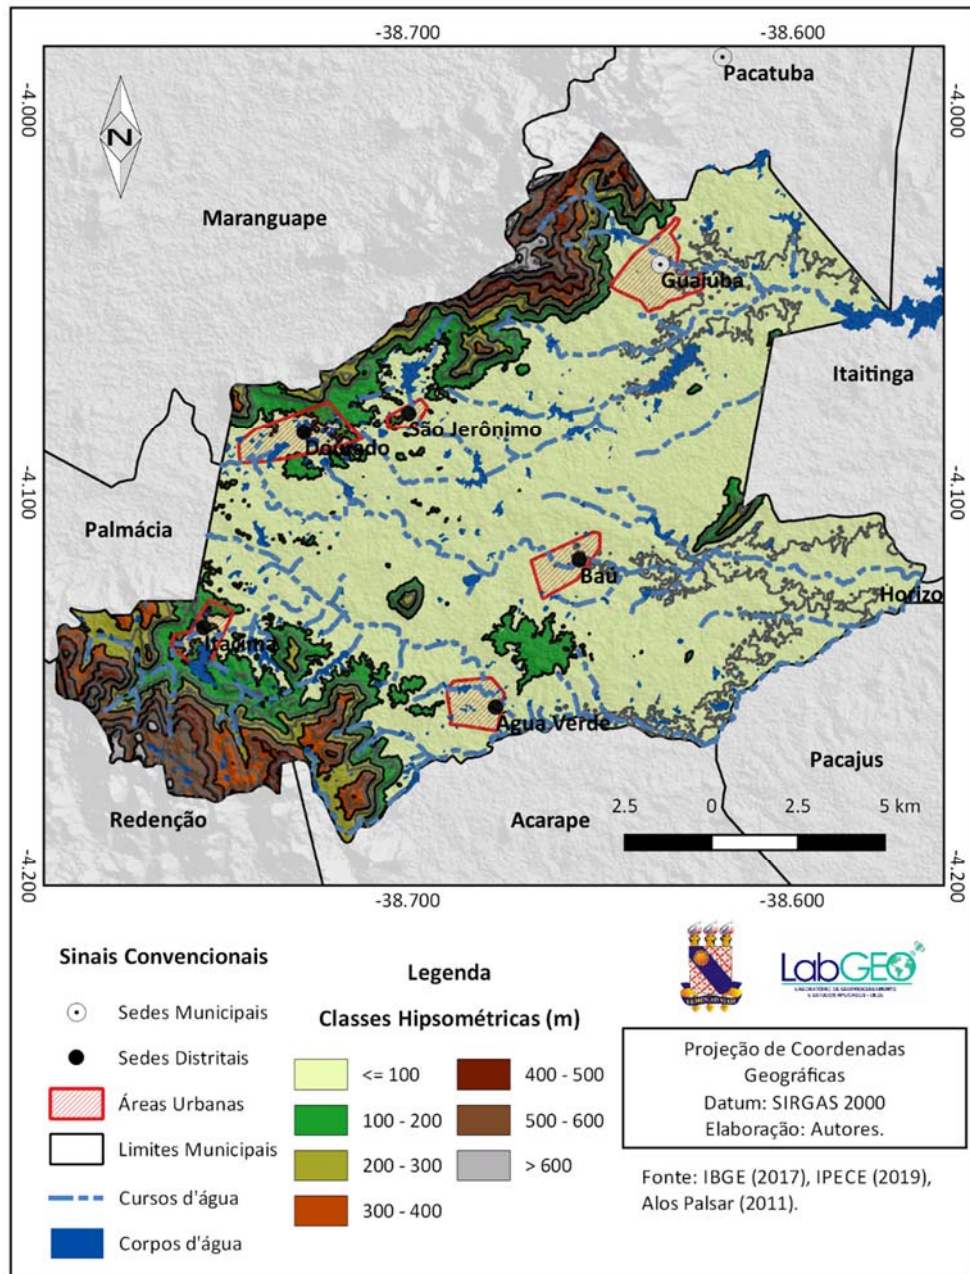 -38.700
-38.600
-4.000
-4.000
Pacatuba
N
Maranguape
Guaiúba
Itaitinga
São Jerônimo
Dourado
-4.100
-4.100
Palmácia
Baú
Horizo
Itacima
Água Verde
Pacajus
Redenção
Acarape
2.5 0 2.5 5 km
-4.200
-4.200
-38.700
-38.600
Sinais Convencionais
Sedes Municipais
Sedes Distritais
Áreas Urbanas
Limites Municipais
Cursos d'água
Corpos d'água
Legenda
Classes Hipsométricas (m)
<= 100
100 - 200
200 - 300
300 - 400
400 - 500
500 - 600
> 600
LabGEO
Projeção de Coordenadas
Geográficas
Datum: SIRGAS 2000
Elaboração: Autores.
Fonte: IBGE (2017), IPECE (2019),
Alos Palsar (2011).